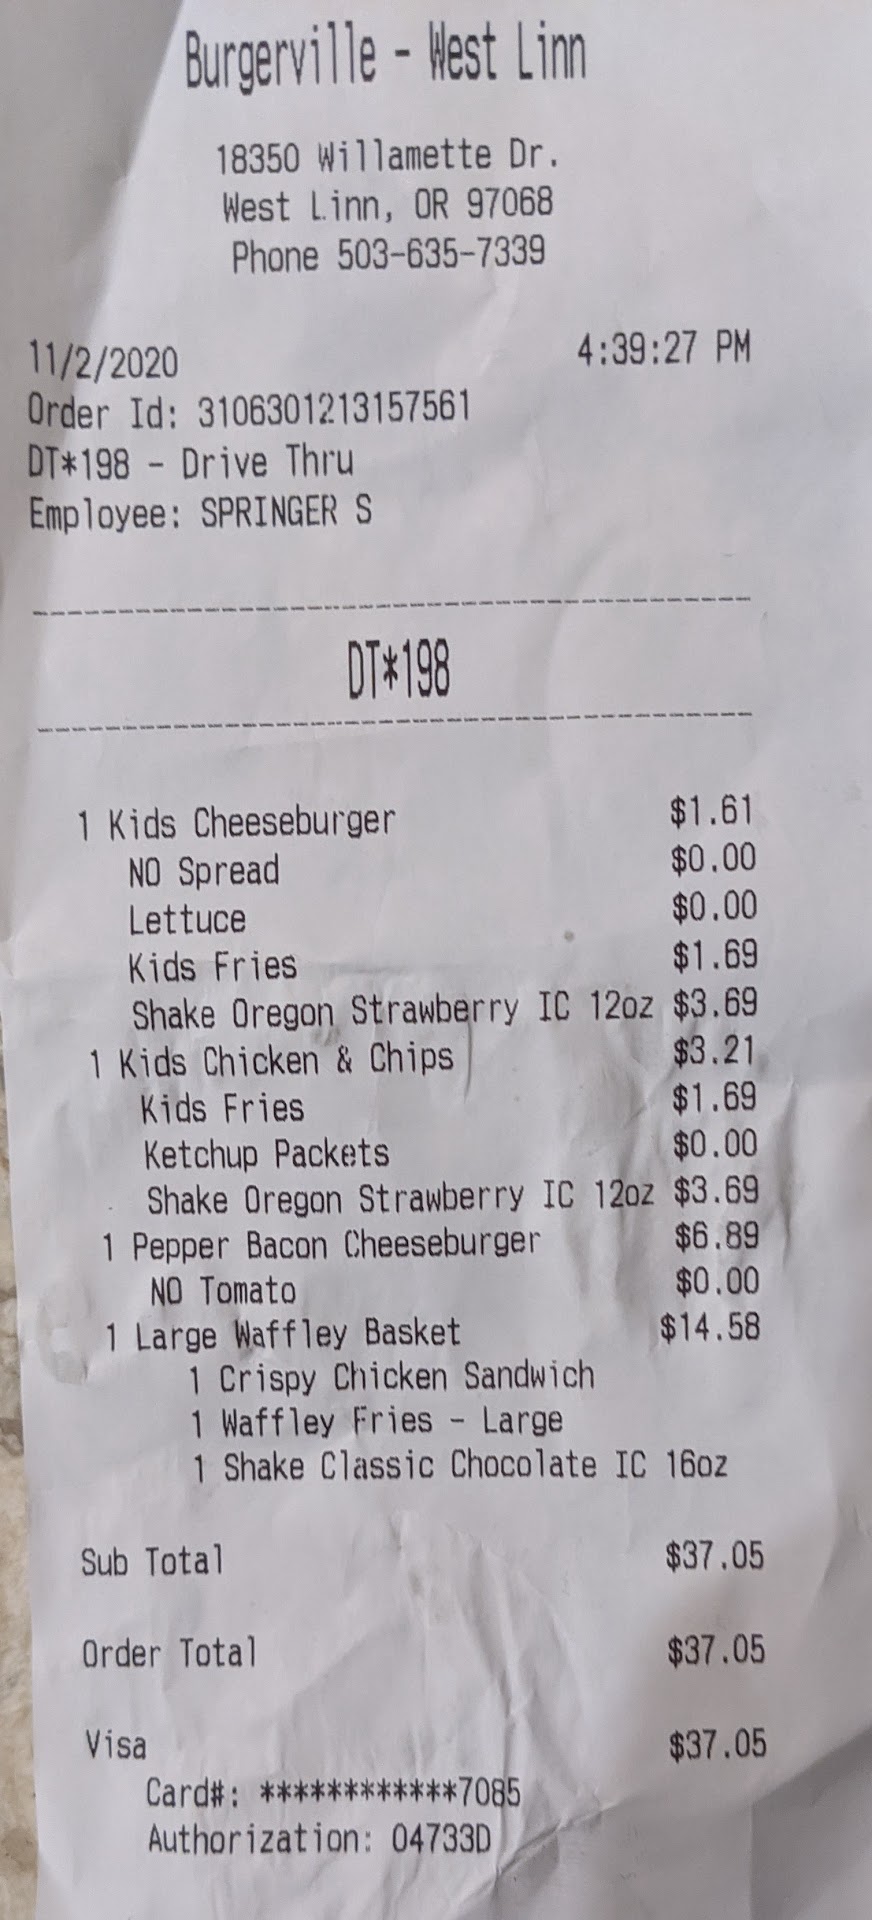 Burgerville - West Linn
18350 Willamette Dr.
West Linn, OR 97068
Phone 503-635-7339
11/2/2020 4:39:27 PM
Order Id: 3106301213157561
DT*198 - Drive Thru
Employee: SPRINGER S
DT*198
1 Kids Cheeseburger $1.61
NO Spread $0.00
Lettuce $0.00
Kids Fries $1.69
Shake Oregon Strawberry IC 12oz $3.69
1 Kids Chicken & Chips $3.21
Kids Fries $1.69
Ketchup Packets $0.00
Shake Oregon Strawberry IC 12oz $3.69
1 Pepper Bacon Cheeseburger $6.89
NO Tomato $0.00
1 Large Waffley Basket $14.58
1 Crispy Chicken Sandwich
1 Waffley Fries - Large
1 Shake Classic Chocolate IC 16oz
Sub Total $37.05
Order Total $37.05
Visa $37.05
Card#: ************7085
Authorization: 04733D